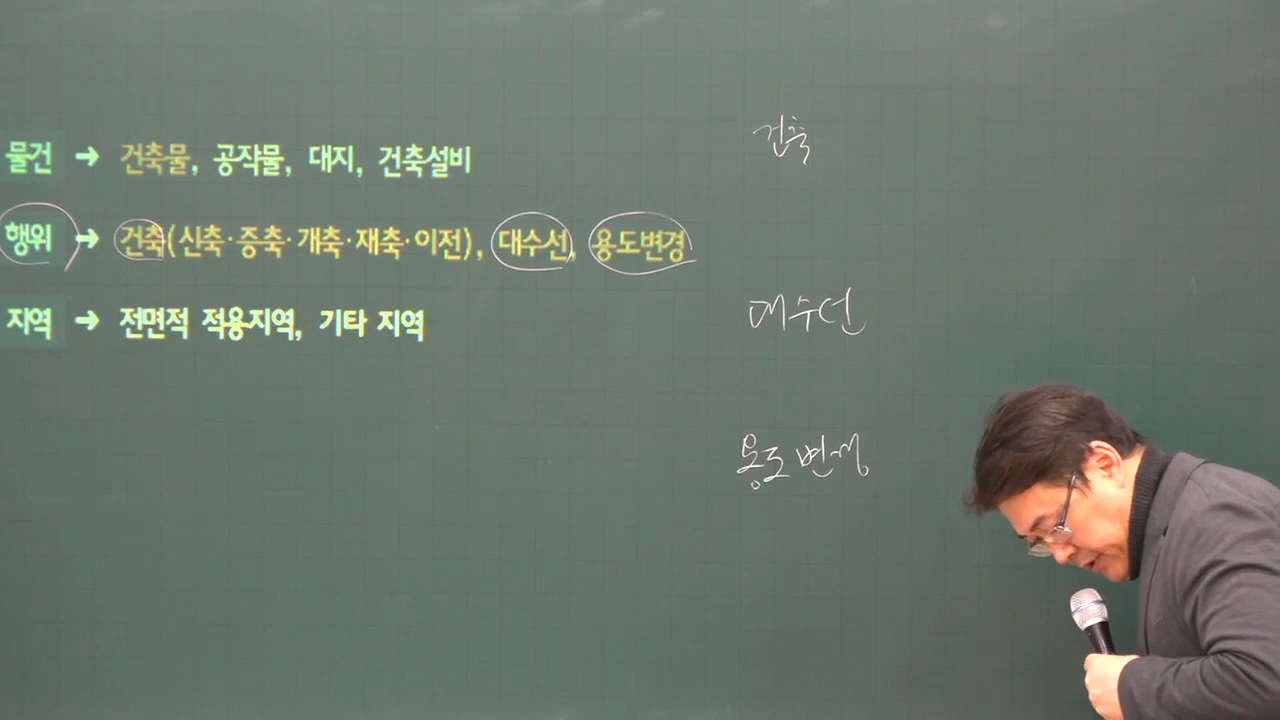 물건 → 건축물, 공작물, 대지, 건축설비
행위 → 건축(신축·증축·개축·재축·이전), 대수선, 용도변경
지역 → 전면적 적용지역, 기타 지역
건축
대수선
용도변경